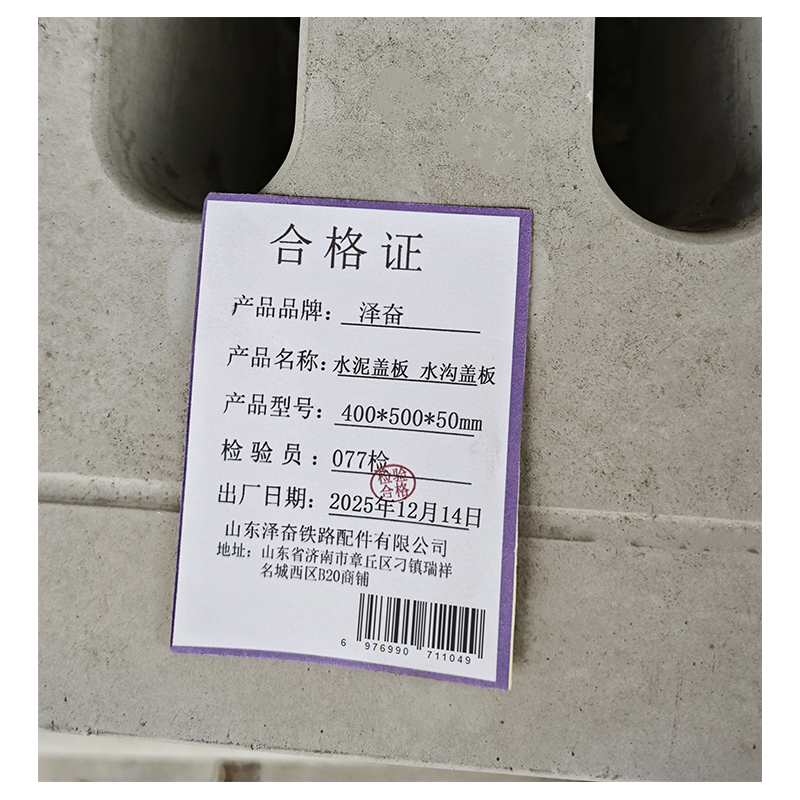 合格证
产品品牌：泽奋
产品名称：水泥盖板 水沟盖板
产品型号：400*500*50mm
检验员：077检
检验
合格
出厂日期：2025年12月14日
山东泽奋铁路配件有限公司
地址：山东省济南市章丘区刁镇瑞祥
名城西区B20商铺
6 976990 711049